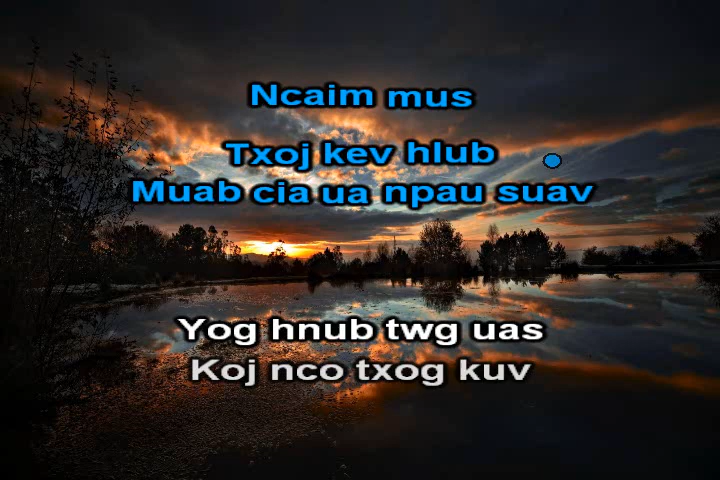 Ncaim mus
Txoj kev hlub
Muab cia ua npau suav
Yog hnub twg uas
Koj nco txog kuv